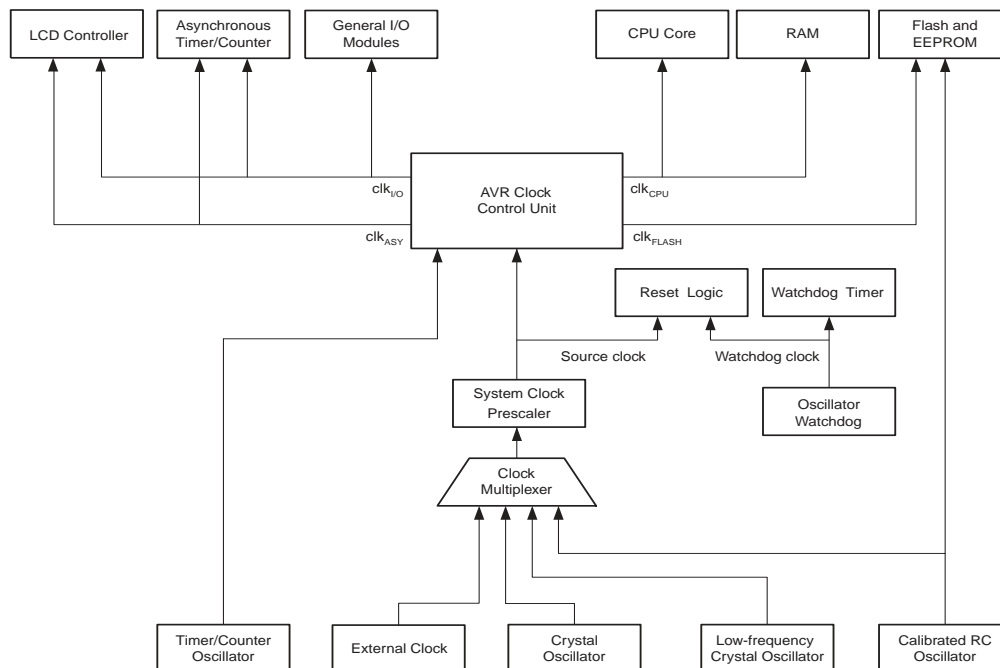 LCD Controller
Asynchronous
Timer/Counter
General I/O
Modules
CPU Core
RAM
Flash and
EEPROM
clkI/O
AVR Clock
Control Unit
clkCPU
clkASY
clkFLASH
Reset Logic
Watchdog Timer
Source clock
Watchdog clock
System Clock
Prescaler
Oscillator
Watchdog
Clock
Multiplexer
Timer/Counter
Oscillator
External Clock
Crystal
Oscillator
Low-frequency
Crystal Oscillator
Calibrated RC
Oscillator